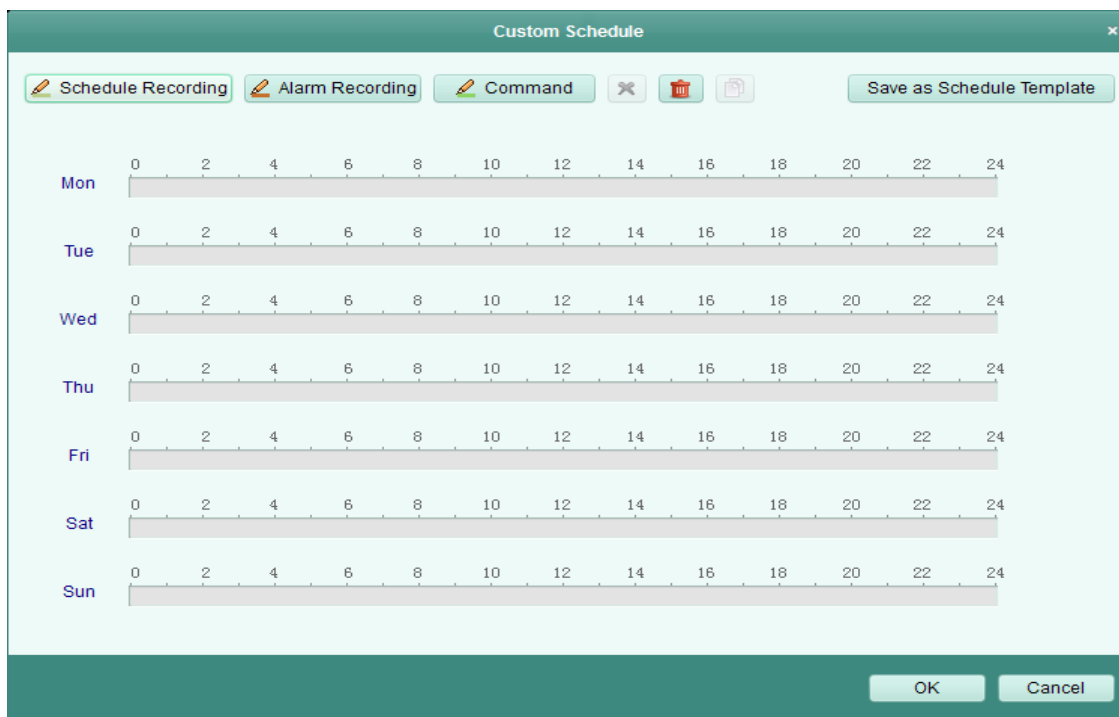 Custom Schedule ×
Schedule Recording Alarm Recording Command Save as Schedule Template
0 2 4 6 8 10 12 14 16 18 20 22 24
Mon
0 2 4 6 8 10 12 14 16 18 20 22 24
Tue
0 2 4 6 8 10 12 14 16 18 20 22 24
Wed
0 2 4 6 8 10 12 14 16 18 20 22 24
Thu
0 2 4 6 8 10 12 14 16 18 20 22 24
Fri
0 2 4 6 8 10 12 14 16 18 20 22 24
Sat
0 2 4 6 8 10 12 14 16 18 20 22 24
Sun
OK Cancel